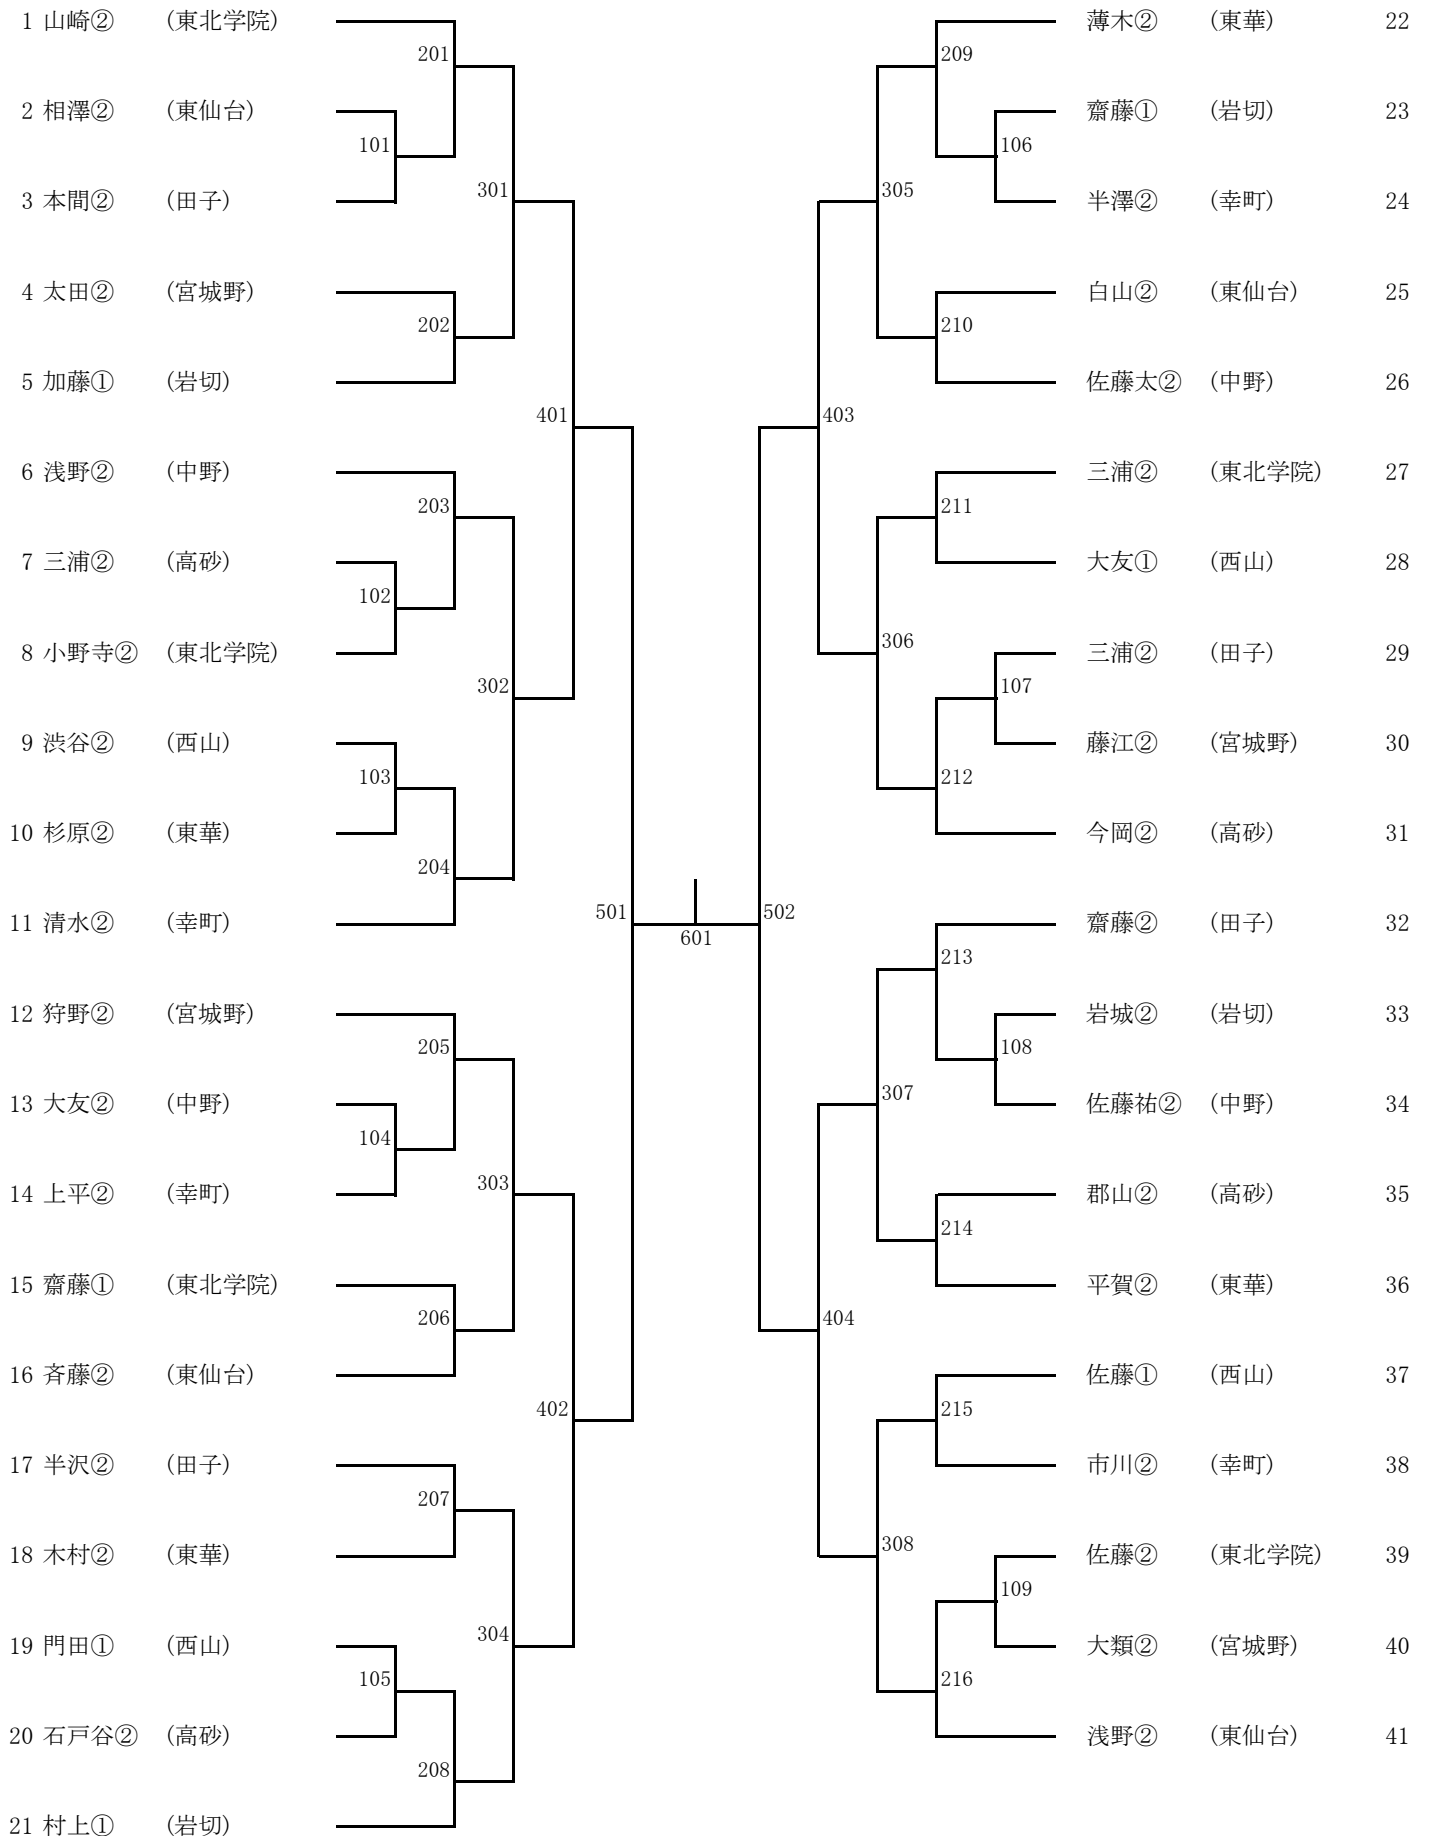 1 山崎② (東北学院)
201
2 相澤② (東仙台)
101
3 本間② (田子)
301
4 太田② (宮城野)
202
5 加藤① (岩切)
401
6 浅野② (中野)
203
7 三浦② (高砂)
102
8 小野寺② (東北学院)
302
9 渋谷② (西山)
103
10 杉原② (東華)
204
11 清水② (幸町)
501
601
12 狩野② (宮城野)
205
13 大友② (中野)
104
14 上平② (幸町)
303
15 齋藤① (東北学院)
206
16 斉藤② (東仙台)
402
17 半沢② (田子)
207
18 木村② (東華)
304
19 門田① (西山)
105
20 石戸谷② (高砂)
208
21 村上① (岩切)
薄木② (東華) 22
209
齋藤① (岩切) 23
106
305
半澤② (幸町) 24
白山② (東仙台) 25
210
佐藤太② (中野) 26
403
三浦② (東北学院) 27
211
大友① (西山) 28
306
三浦② (田子) 29
107
藤江② (宮城野) 30
212
今岡② (高砂) 31
502
齋藤② (田子) 32
213
岩城② (岩切) 33
108
307
佐藤祐② (中野) 34
郡山② (高砂) 35
214
平賀② (東華) 36
404
佐藤① (西山) 37
215
市川② (幸町) 38
308
佐藤② (東北学院) 39
109
大類② (宮城野) 40
216
浅野② (東仙台) 41